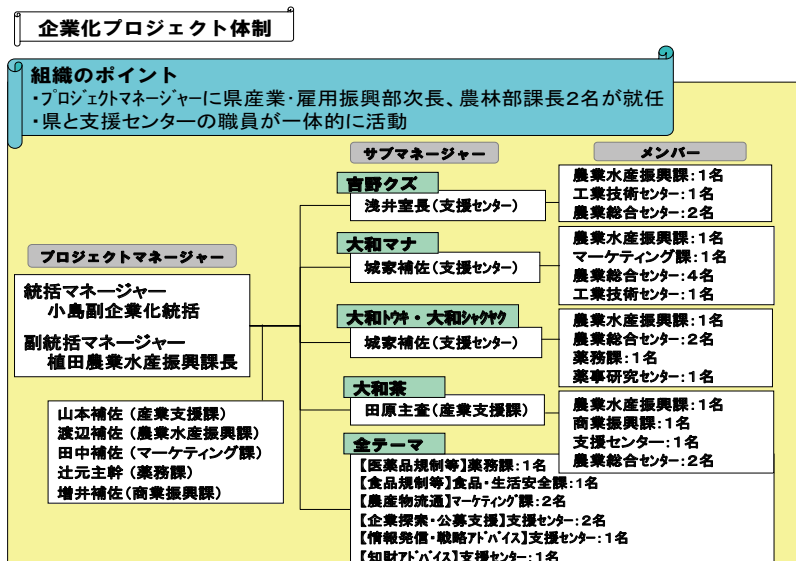 企業化プロジェクト体制
組織のポイント
・プロジェクトマネージャーに県産業・雇用振興部次長、農林部課長2名が就任
・県と支援センターの職員が一体的に活動
サブマネージャー
メンバー
吉野クズ
浅井室長(支援センター)
農業水産振興課:1名
工業技術センター:1名
農業総合センター:2名
大和マナ
城家補佐(支援センター)
農業水産振興課:1名
マーケティング課:1名
農業総合センター:4名
工業技術センター:1名
プロジェクトマネージャー
統括マネージャー
小島副企業化統括
副統括マネージャー
植田農業水産振興課長
大和トウキ・大和シャクヤク
城家補佐(支援センター)
農業水産振興課:1名
農業総合センター:2名
薬務課:1名
薬事研究センター:1名
大和茶
田原主査(産業支援課)
農業水産振興課:1名
商業振興課:1名
支援センター:1名
農業総合センター:2名
山本補佐(産業支援課)
渡辺補佐(農業水産振興課)
田中補佐(マーケティング課)
辻元主幹(薬務課)
増井補佐(商業振興課)
全テーマ
【医薬品規制等】薬務課:1名
【食品規制等】食品・生活安全課:1名
【農産物流通】マーケティング課:2名
【企業探索・公募支援】支援センター:2名
【情報発信・戦略アドバイス】支援センター:1名
【知財アドバイス】支援センター:1名